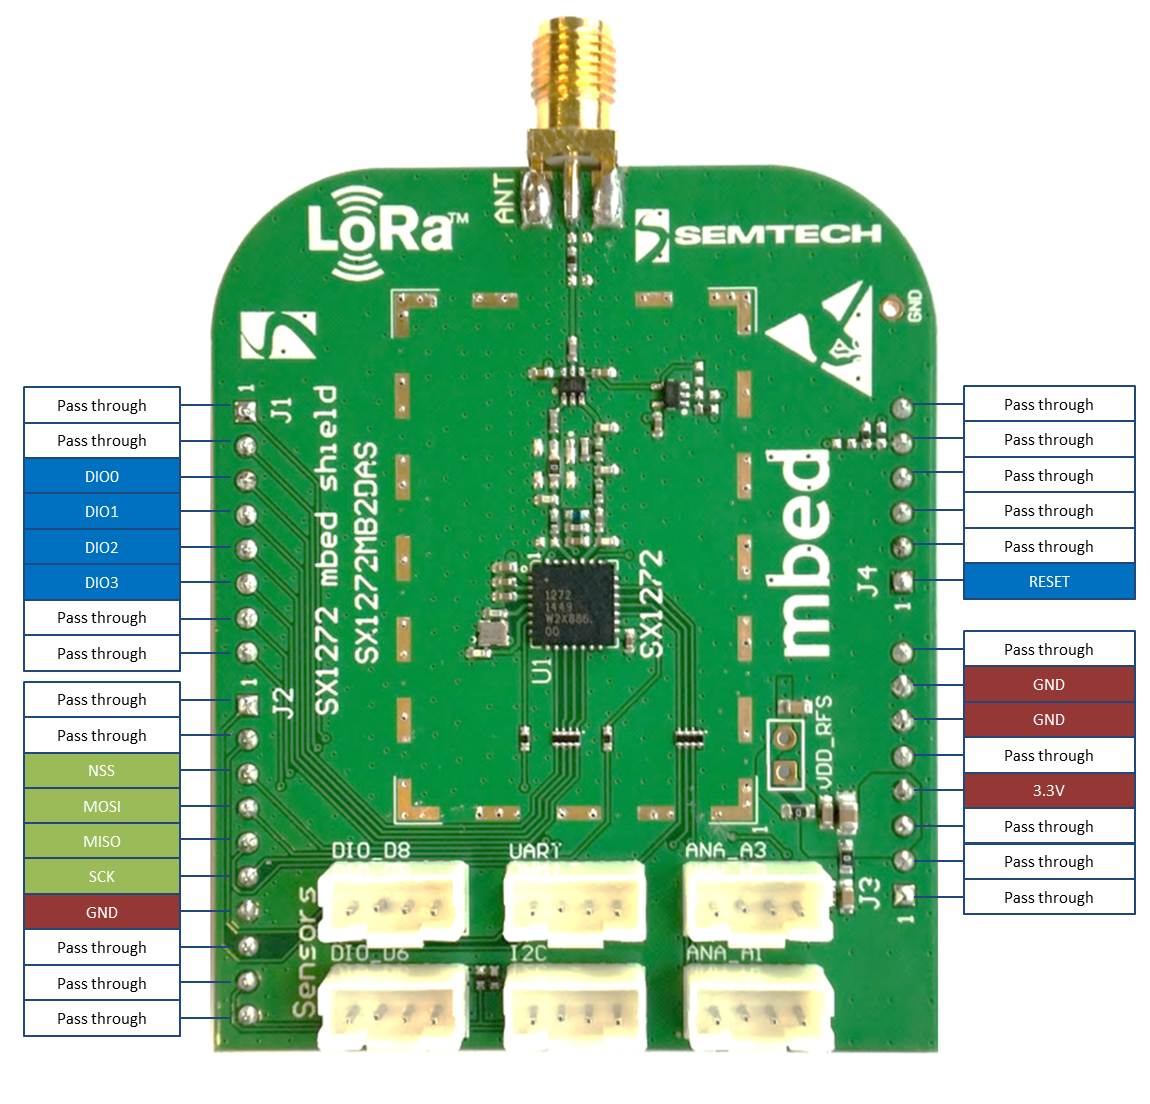 ANT
LoRa™
SEMTECH
GND
1
J1
SX1272 mbed shield
SX1272MB2DAS
mbed
1272
1449
W2X886.
00
1
U1
SX1272
J4
1
1
J2
VDD_RFS
1
J3
1
Sensors
DIO_D8
UART
ANA_A3
DIO_D6
I2C
ANA_A1
Pass through
Pass through
DIO0
DIO1
DIO2
DIO3
Pass through
Pass through
Pass through
Pass through
NSS
MOSI
MISO
SCK
GND
Pass through
Pass through
Pass through
Pass through
Pass through
Pass through
Pass through
Pass through
RESET
Pass through
GND
GND
Pass through
3.3V
Pass through
Pass through
Pass through